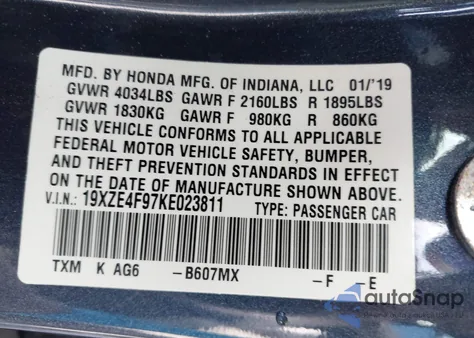 MFD. BY HONDA MFG. OF INDIANA, LLC 01/'19
GVWR 4034LBS GAWR F 2160LBS R 1895LBS
GVWR 1830KG GAWR F 980KG R 860KG
THIS VEHICLE CONFORMS TO ALL APPLICABLE
FEDERAL MOTOR VEHICLE SAFETY, BUMPER,
AND THEFT PREVENTION STANDARDS IN EFFECT
ON THE DATE OF MANUFACTURE SHOWN ABOVE.
V.I.N.: 19XZE4F97KE023811 TYPE: PASSENGER CAR
TXM K AG6 –B607MX –F –E
autoSnap